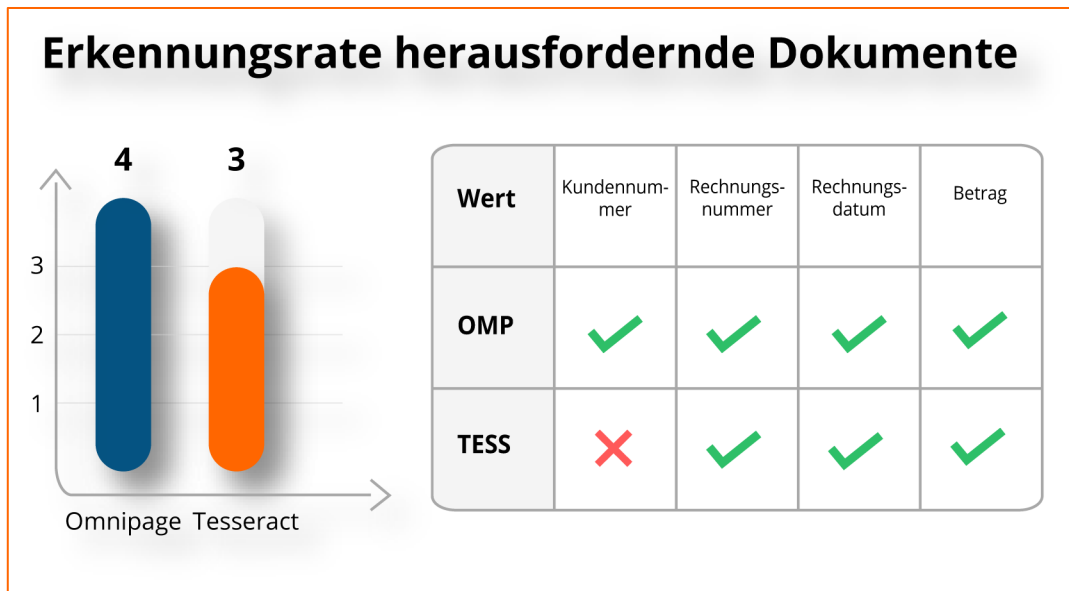 Erkennungsrate herausfordernde Dokumente
4 3
3
2
1
Omnipage Tesseract
Wert
Kundennum-
mer
Rechnungs-
nummer
Rechnungs-
datum
Betrag
OMP
TESS